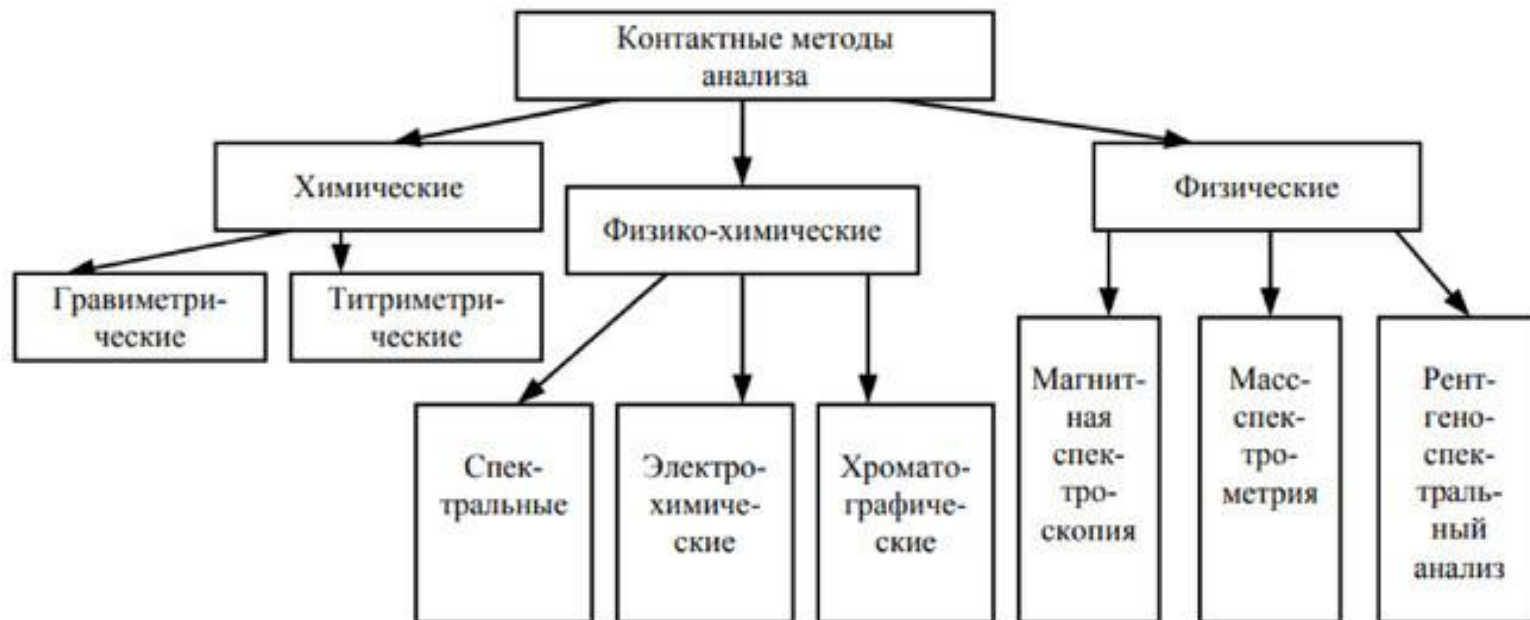 Контактные методы
анализа
Химические
Физико-химические
Физические
Гравиметри-
ческие
Титриметри-
ческие
Спек-
тральные
Электро-
химиче-
ские
Хромато-
графиче-
ские
Магнит-
ная
спек-
тро-
скопия
Масс-
спек-
тро-
метрия
Рент-
гено-
спек-
траль-
ный
анализ